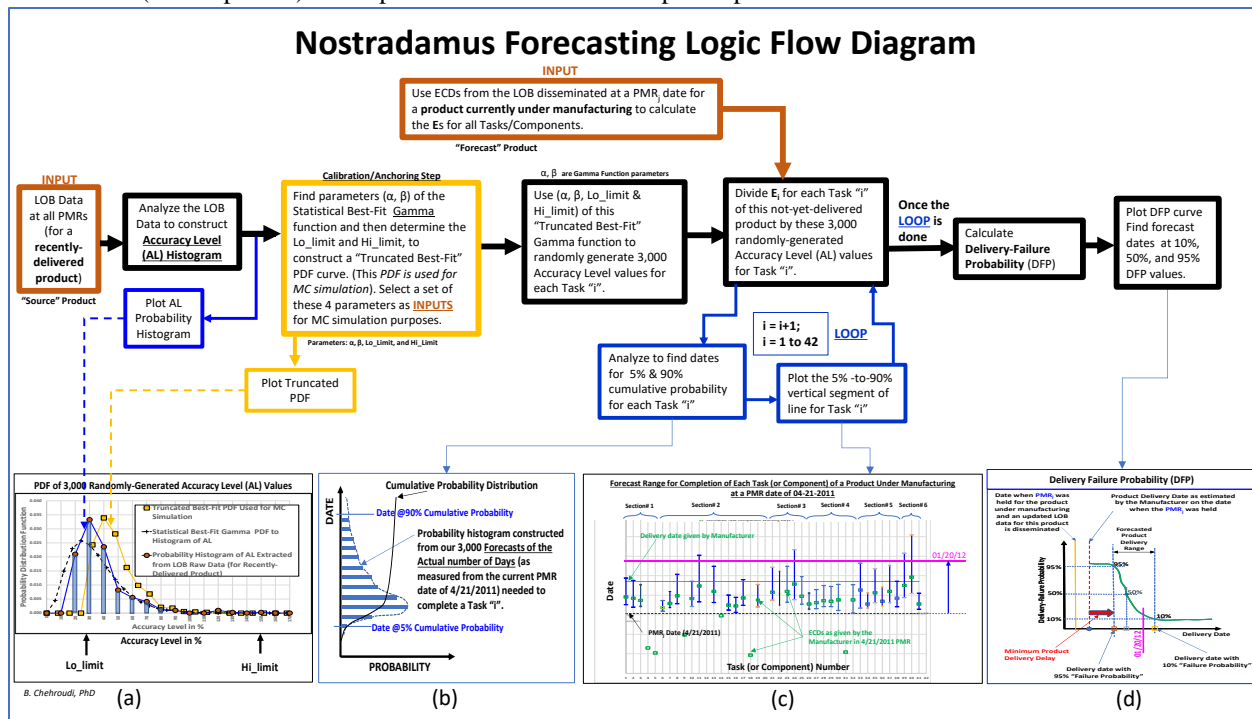 Nostradamus Forecasting Logic Flow Diagram
INPUT
Use ECDs from the LOB disseminated at a PMRj date for
a product currently under manufacturing to calculate
the Es for all Tasks/Components.
"Forecast" Product
INPUT
LOB Data
at all PMRs
(for a
recently-
delivered
product)
"Source" Product
Analyze the LOB
Data to construct
Accuracy Level
(AL) Histogram
Plot AL
Probability
Histogram
Calibration/Anchoring Step
Find parameters (α, β) of the
Statistical Best-Fit Gamma
function and then determine the
Lo_limit and Hi_limit, to
construct a "Truncated Best-Fit"
PDF curve. (This PDF is used for
MC simulation). Select a set of
these 4 parameters as INPUTS
for MC simulation purposes.
Parameters: α, β, Lo_Limit, and Hi_Limit
Plot Truncated
PDF
α, β are Gamma Function parameters
Use (α, β, Lo_limit &
Hi_limit) of this
"Truncated Best-Fit"
Gamma function to
randomly generate 3,000
Accuracy Level values for
each Task "i".
Divide Ei for each Task "i"
of this not-yet-delivered
product by these 3,000
randomly-generated
Accuracy Level (AL) values
for Task "i".
Once the
LOOP is
done
Calculate
Delivery-Failure
Probability (DFP)
Plot DFP curve
Find forecast
dates at 10%,
50%, and 95%
DFP values.
i = i+1;
i = 1 to 42
LOOP
Analyze to find dates
for 5% & 90%
cumulative probability
for each Task "i"
Plot the 5% -to-90%
vertical segment of
line for Task "i"
PDF of 3,000 Randomly-Generated Accuracy Level (AL) Values
Probability Distribution Function
Truncated Best-Fit PDF Used for MC
Simulation
Statistical Best-Fit Gamma PDF to
Histogram of AL
Probability Histogram of AL Extracted
from LOB Raw Data (for Recently-
Delivered Product)
Accuracy Level in %
Accuracy Level in %
Lo_limit
Hi_limit
B. Chehroudi, PhD
(a)
DATE
Cumulative Probability Distribution
Date @90% Cumulative Probability
Probability histogram constructed
from our 3,000 Forecasts of the
Actual number of Days (as
measured from the current PMR
date of 4/21/2011) needed to
complete a Task "i".
Date @5% Cumulative Probability
PROBABILITY
(b)
Forecast Range for Completion of Each Task (or Component) of a Product Under Manufacturing
at a PMR date of 04-21-2011
Section# 1
Section# 2
Section# 3
Section# 4
Section# 5
Section# 6
Delivery date given by Manufacturer
01/20/12
Date
PMRj Date (4/21/2011)
ECDs as given by the
Manufacturer
in 4/21/2011 PMR
Task (or Component) Number
(c)
Delivery Failure Probability (DFP)
Date when PMRj was
held for the product
under manufacturing
and an updated LOB
data for this product
is disseminated
Product Delivery Date as estimated
by the Manufacturer on the date
when the PMRj was held
Forecasted
Product
Delivery
Range
Delivery-Failure Probability
95%
95%
50%
50%
10%
10%
Delivery Date
01/20/12
Minimum Product
Delivery Delay
Delivery date with
95% "Failure Probability"
Delivery date with
10% "Failure Probability"
(d)